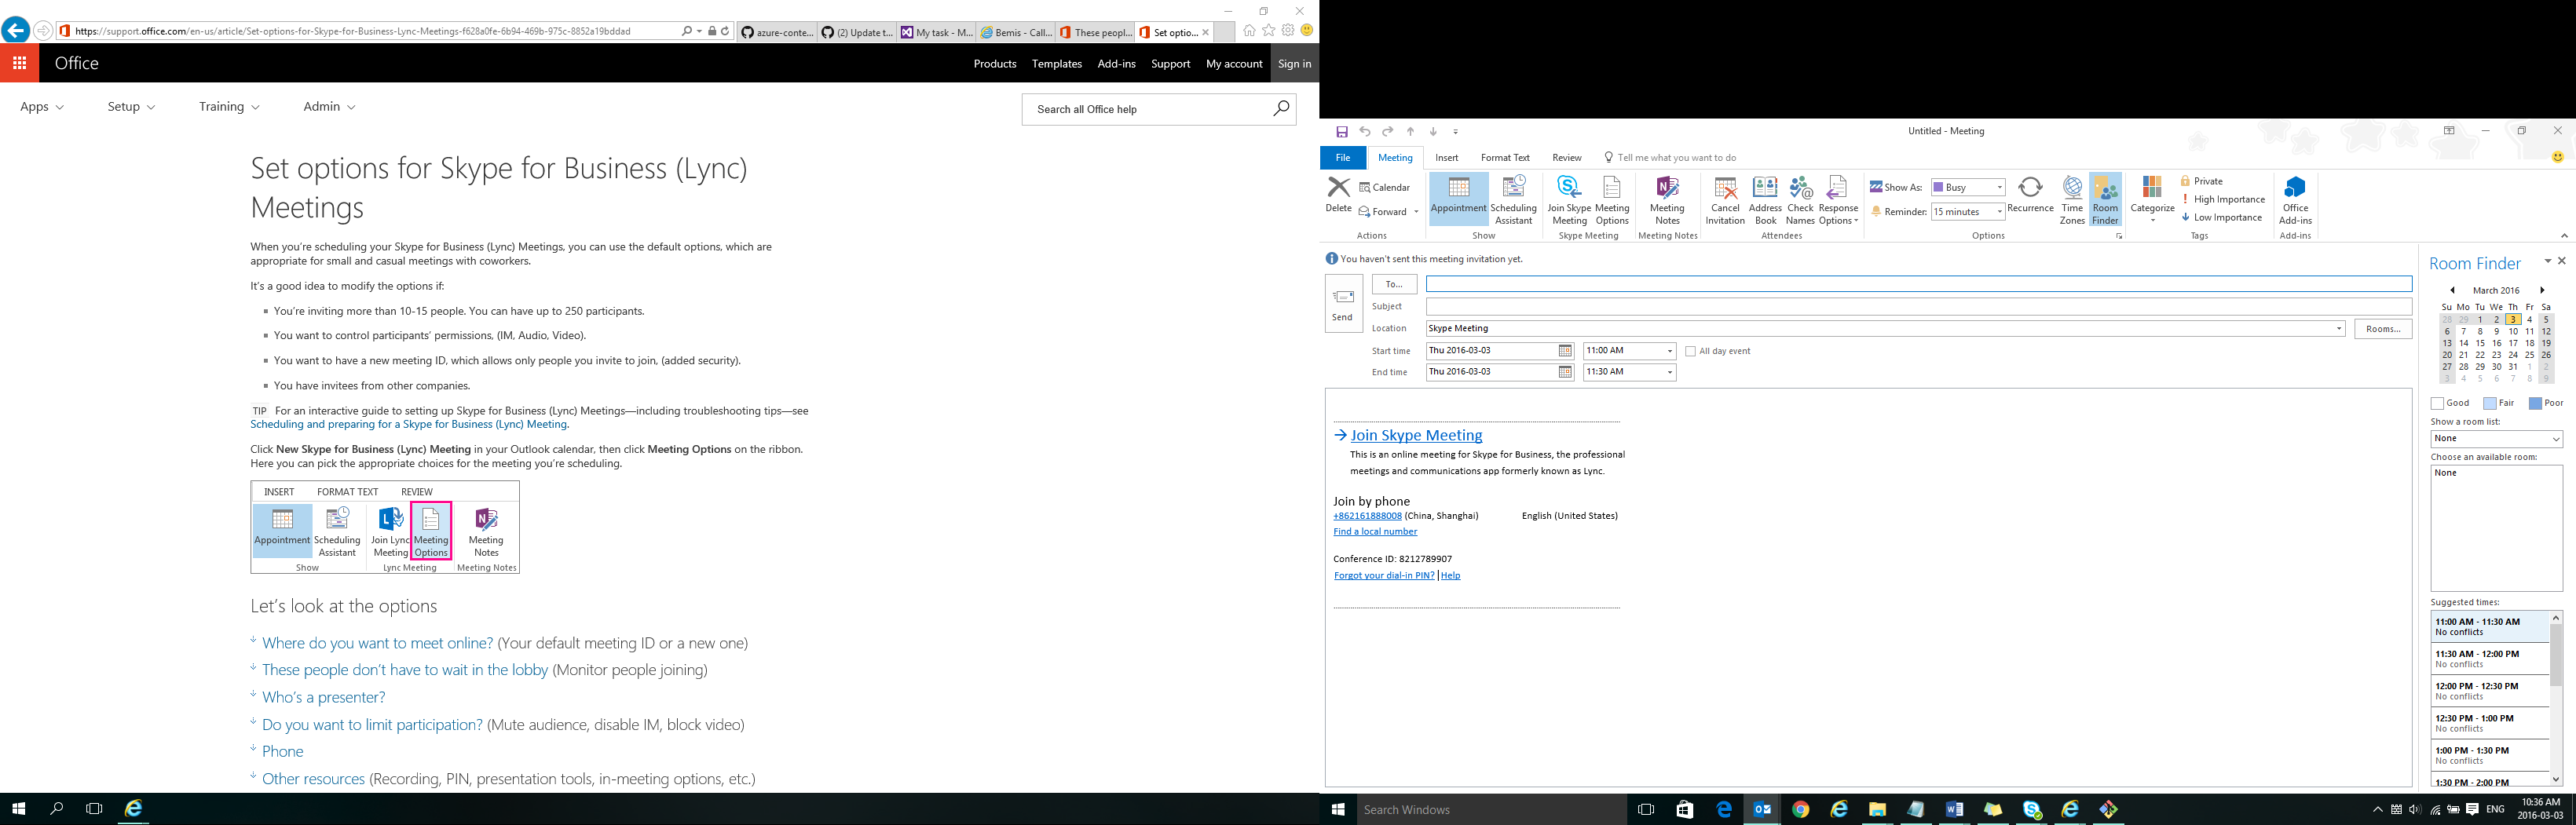 https://support.office.com/en-us/article/Set-options-for-Skype-for-Business-Lync-Meetings-f628a0fe-6b94-469b-975c-8852a19bddad
azure-conte...
(2) Update t...
My task - M...
Bemis - Call...
These peopl...
Set optio...
Office
Products Templates Add-ins Support My account Sign in
Apps Setup Training Admin
Search all Office help
Set options for Skype for Business (Lync)
Meetings
When you're scheduling your Skype for Business (Lync) Meetings, you can use the default options, which are
appropriate for small and casual meetings with coworkers.
It's a good idea to modify the options if:
You're inviting more than 10-15 people. You can have up to 250 participants.
You want to control participants' permissions, (IM, Audio, Video).
You want to have a new meeting ID, which allows only people you invite to join, (added security).
You have invitees from other companies.
TIP For an interactive guide to setting up Skype for Business (Lync) Meetings—including troubleshooting tips—see
Scheduling and preparing for a Skype for Business (Lync) Meeting.
Click New Skype for Business (Lync) Meeting in your Outlook calendar, then click Meeting Options on the ribbon.
Here you can pick the appropriate choices for the meeting you're scheduling.
INSERT FORMAT TEXT REVIEW
Appointment Scheduling Join Lync Meeting Meeting
Assistant Meeting Options Notes
Show Lync Meeting Meeting Notes
Let's look at the options
Where do you want to meet online? (Your default meeting ID or a new one)
These people don't have to wait in the lobby (Monitor people joining)
Who's a presenter?
Do you want to limit participation? (Mute audience, disable IM, block video)
Phone
Other resources (Recording, PIN, presentation tools, in-meeting options, etc.)
Untitled - Meeting
File Meeting Insert Format Text Review Tell me what you want to do
Delete
Calendar
Forward
Actions
Appointment Scheduling
Assistant
Show
Join Skype Meeting
Meeting Options
Skype Meeting
Meeting
Notes
Meeting Notes
Cancel Address Check Response
Invitation Book Names Options
Attendees
Show As: Busy
Reminder: 15 minutes
Recurrence
Time
Zones
Room
Finder
Options
Categorize
Private
High Importance
Low Importance
Tags
Office
Add-ins
Add-ins
You haven't sent this meeting invitation yet.
Send
To...
Subject
Location Skype Meeting Rooms...
Start time Thu 2016-03-03 11:00 AM All day event
End time Thu 2016-03-03 11:30 AM
Join Skype Meeting
This is an online meeting for Skype for Business, the professional
meetings and communications app formerly known as Lync.
Join by phone
+862161888008 (China, Shanghai) English (United States)
Find a local number
Conference ID: 8212789907
Forgot your dial-in PIN? | Help
Room Finder
March 2016
Su Mo Tu We Th Fr Sa
28 29 1 2 3 4 5
6 7 8 9 10 11 12
13 14 15 16 17 18 19
20 21 22 23 24 25 26
27 28 29 30 31 1 2
3 4 5 6 7 8 9
Good Fair Poor
Show a room list:
None
Choose an available room:
None
Suggested times:
11:00 AM - 11:30 AM
No conflicts
11:30 AM - 12:00 PM
No conflicts
12:00 PM - 12:30 PM
No conflicts
12:30 PM - 1:00 PM
No conflicts
1:00 PM - 1:30 PM
No conflicts
1:30 PM - 2:00 PM
Search Windows
ENG
10:36 AM
2016-03-03